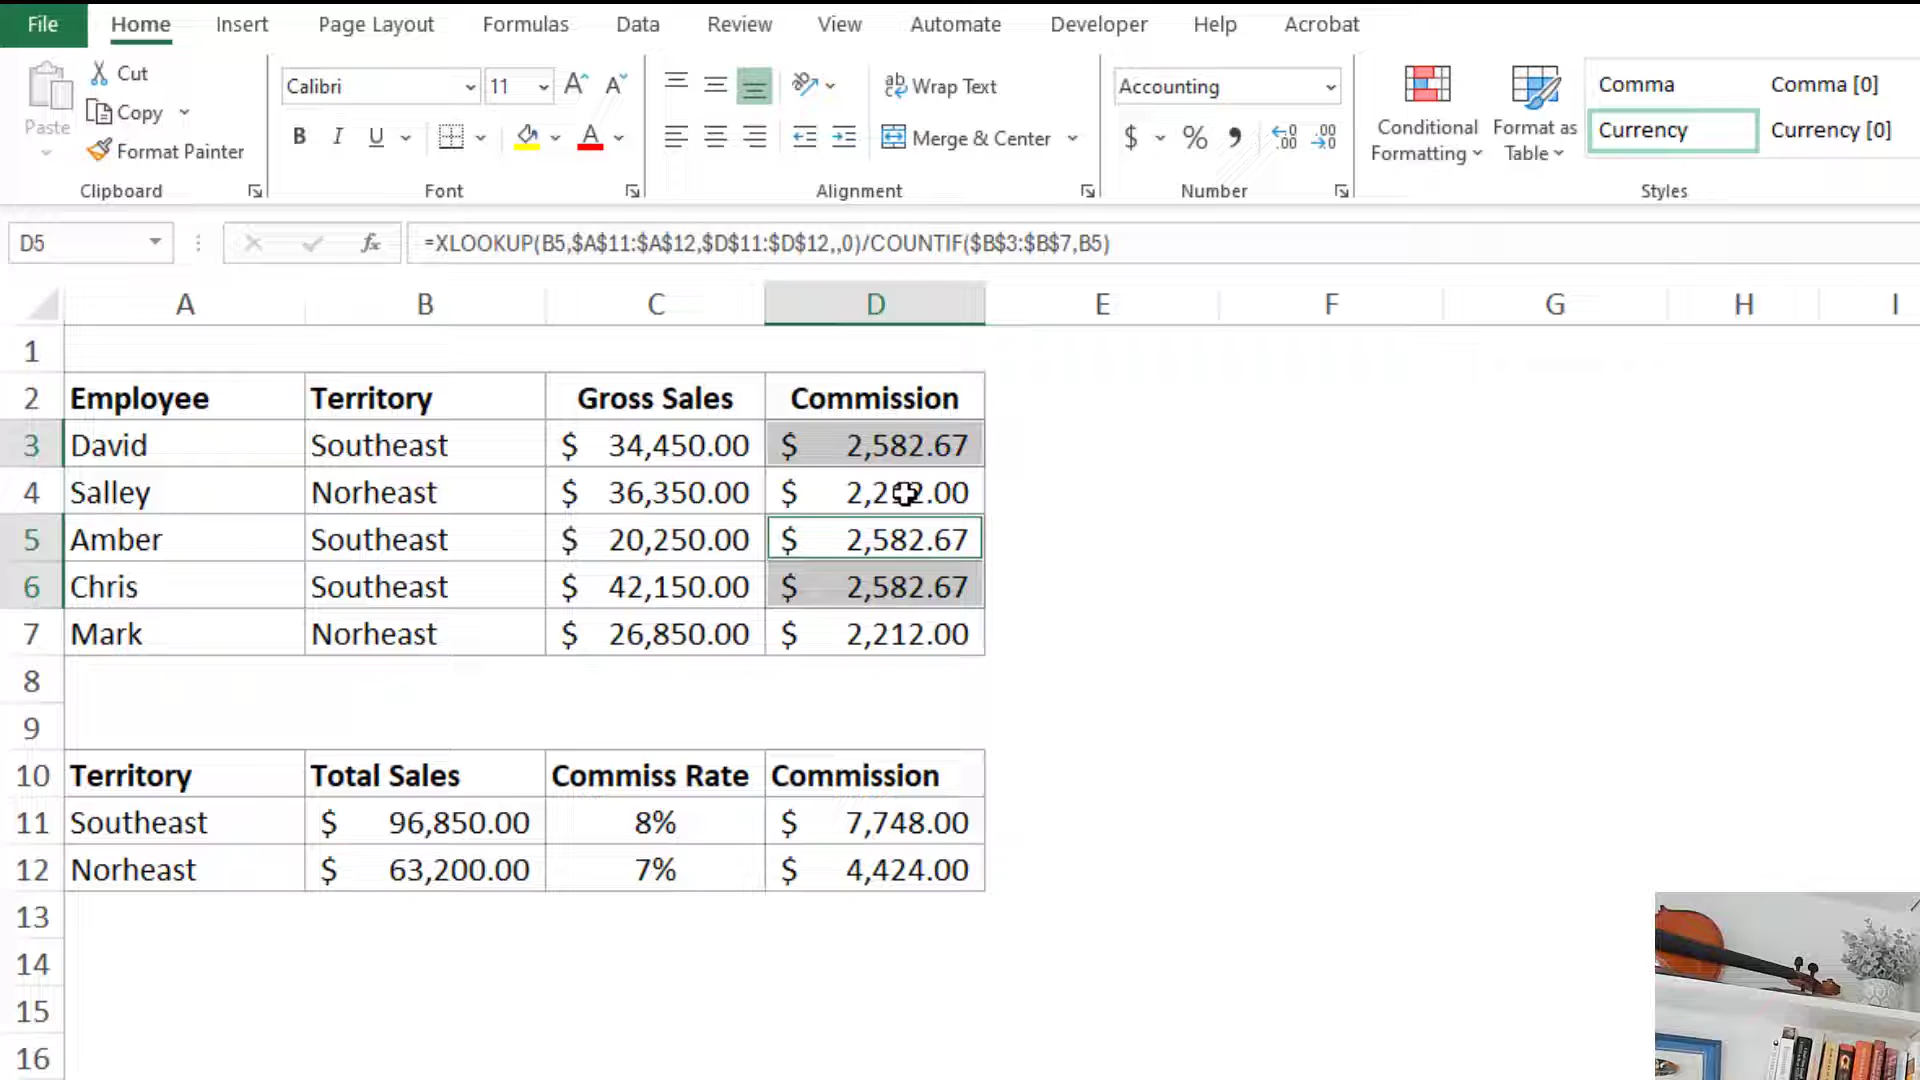 File Home Insert Page Layout Formulas Data Review View Automate Developer Help Acrobat
Paste Cut Calibri 11 Wrap Text Accounting Conditional Formatting Format as Table Comma Comma [0]
Copy B I U Merge & Center $ % Currency Currency [0]
Format Painter
Clipboard Font Alignment Number Styles
D5 fx =XLOOKUP(B5,$A$11:$A$12,$D$11:$D$12,,0)/COUNTIF($B$3:$B$7,B5)
A B C D E F G H I
1
2 Employee Territory Gross Sales Commission
3 David Southeast $ 34,450.00 $ 2,582.67
4 Salley Norheast $ 36,350.00 $ 2,212.00
5 Amber Southeast $ 20,250.00 $ 2,582.67
6 Chris Southeast $ 42,150.00 $ 2,582.67
7 Mark Norheast $ 26,850.00 $ 2,212.00
8
9
10 Territory Total Sales Commiss Rate Commission
11 Southeast $ 96,850.00 8% $ 7,748.00
12 Norheast $ 63,200.00 7% $ 4,424.00
13
14
15
16